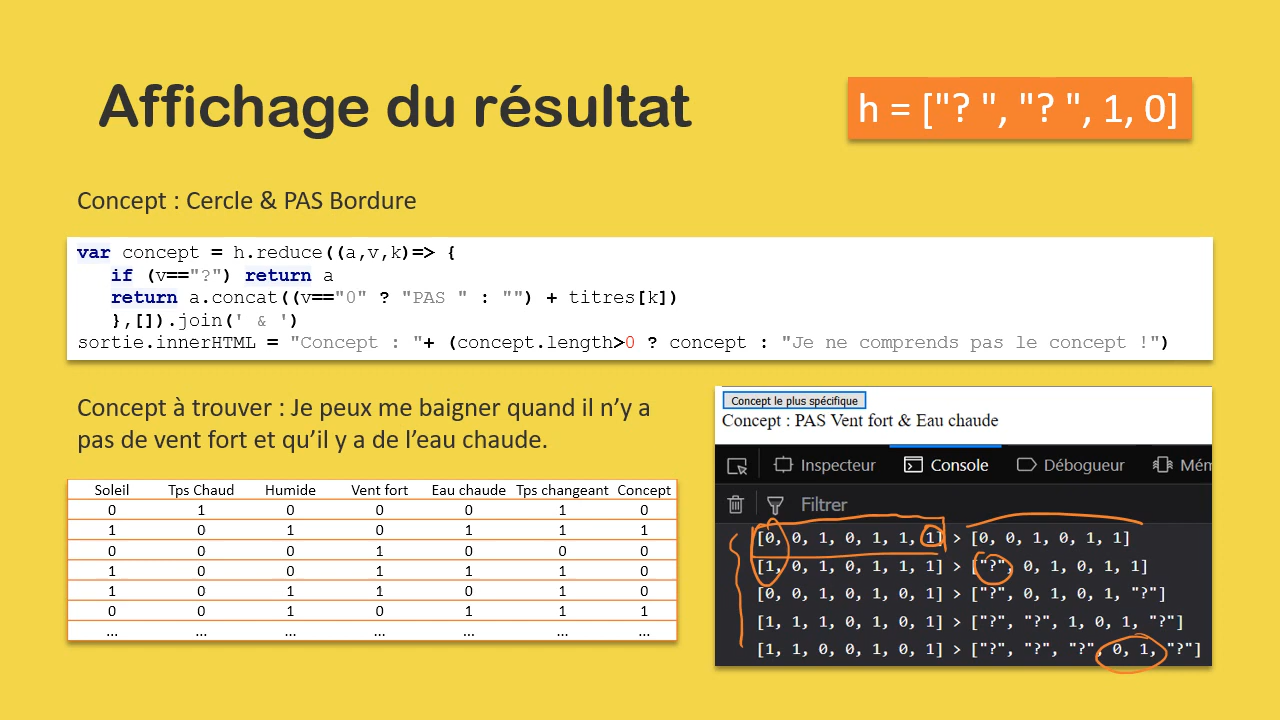 Affichage du résultat
h = ["? ", "? ", 1, 0]
Concept : Cercle & PAS Bordure
var concept = h.reduce((a,v,k)=> {
if (v=="?") return a
return a.concat((v=="0" ? "PAS " : "") + titres[k])
},[]).join(' & ')
sortie.innerHTML = "Concept : "+ (concept.length>0 ? concept : "Je ne comprends pas le concept !")
Concept à trouver : Je peux me baigner quand il n’y a
pas de vent fort et qu’il y a de l’eau chaude.
Soleil Tps Chaud Humide Vent fort Eau chaude Tps changeant Concept
0 1 0 0 0 1 0
1 0 1 0 1 1 1
0 0 0 1 0 0 0
1 0 0 1 1 1 0
1 0 1 1 0 1 0
0 0 1 0 1 1 1
... ... ... ... ... ... ...
Concept le plus spécifique
Concept : PAS Vent fort & Eau chaude
Inspecteur Console Débogueur Mém
Filtrer
[0, 0, 1, 0, 1, 1, 1] > [0, 0, 1, 0, 1, 1]
[1, 0, 1, 0, 1, 1, 1] > ["?", 0, 1, 0, 1, 1]
[0, 0, 1, 0, 1, 0, 1] > ["?", 0, 1, 0, 1, "?"]
[1, 1, 1, 0, 1, 0, 1] > ["?", "?", 1, 0, 1, "?"]
[1, 1, 0, 0, 1, 0, 1] > ["?", "?", "?", 0, 1, "?"]